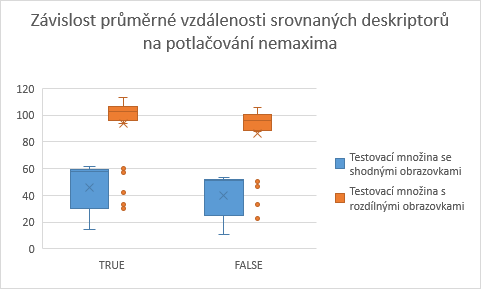 Závislost průměrné vzdálenosti srovnaných deskriptorů
na potlačování nemaxima
120
100
80
60
40
20
0
TRUE
FALSE
Testovací množina se
shodnými obrazovkami
Testovací množina s
rozdílnými obrazovkami